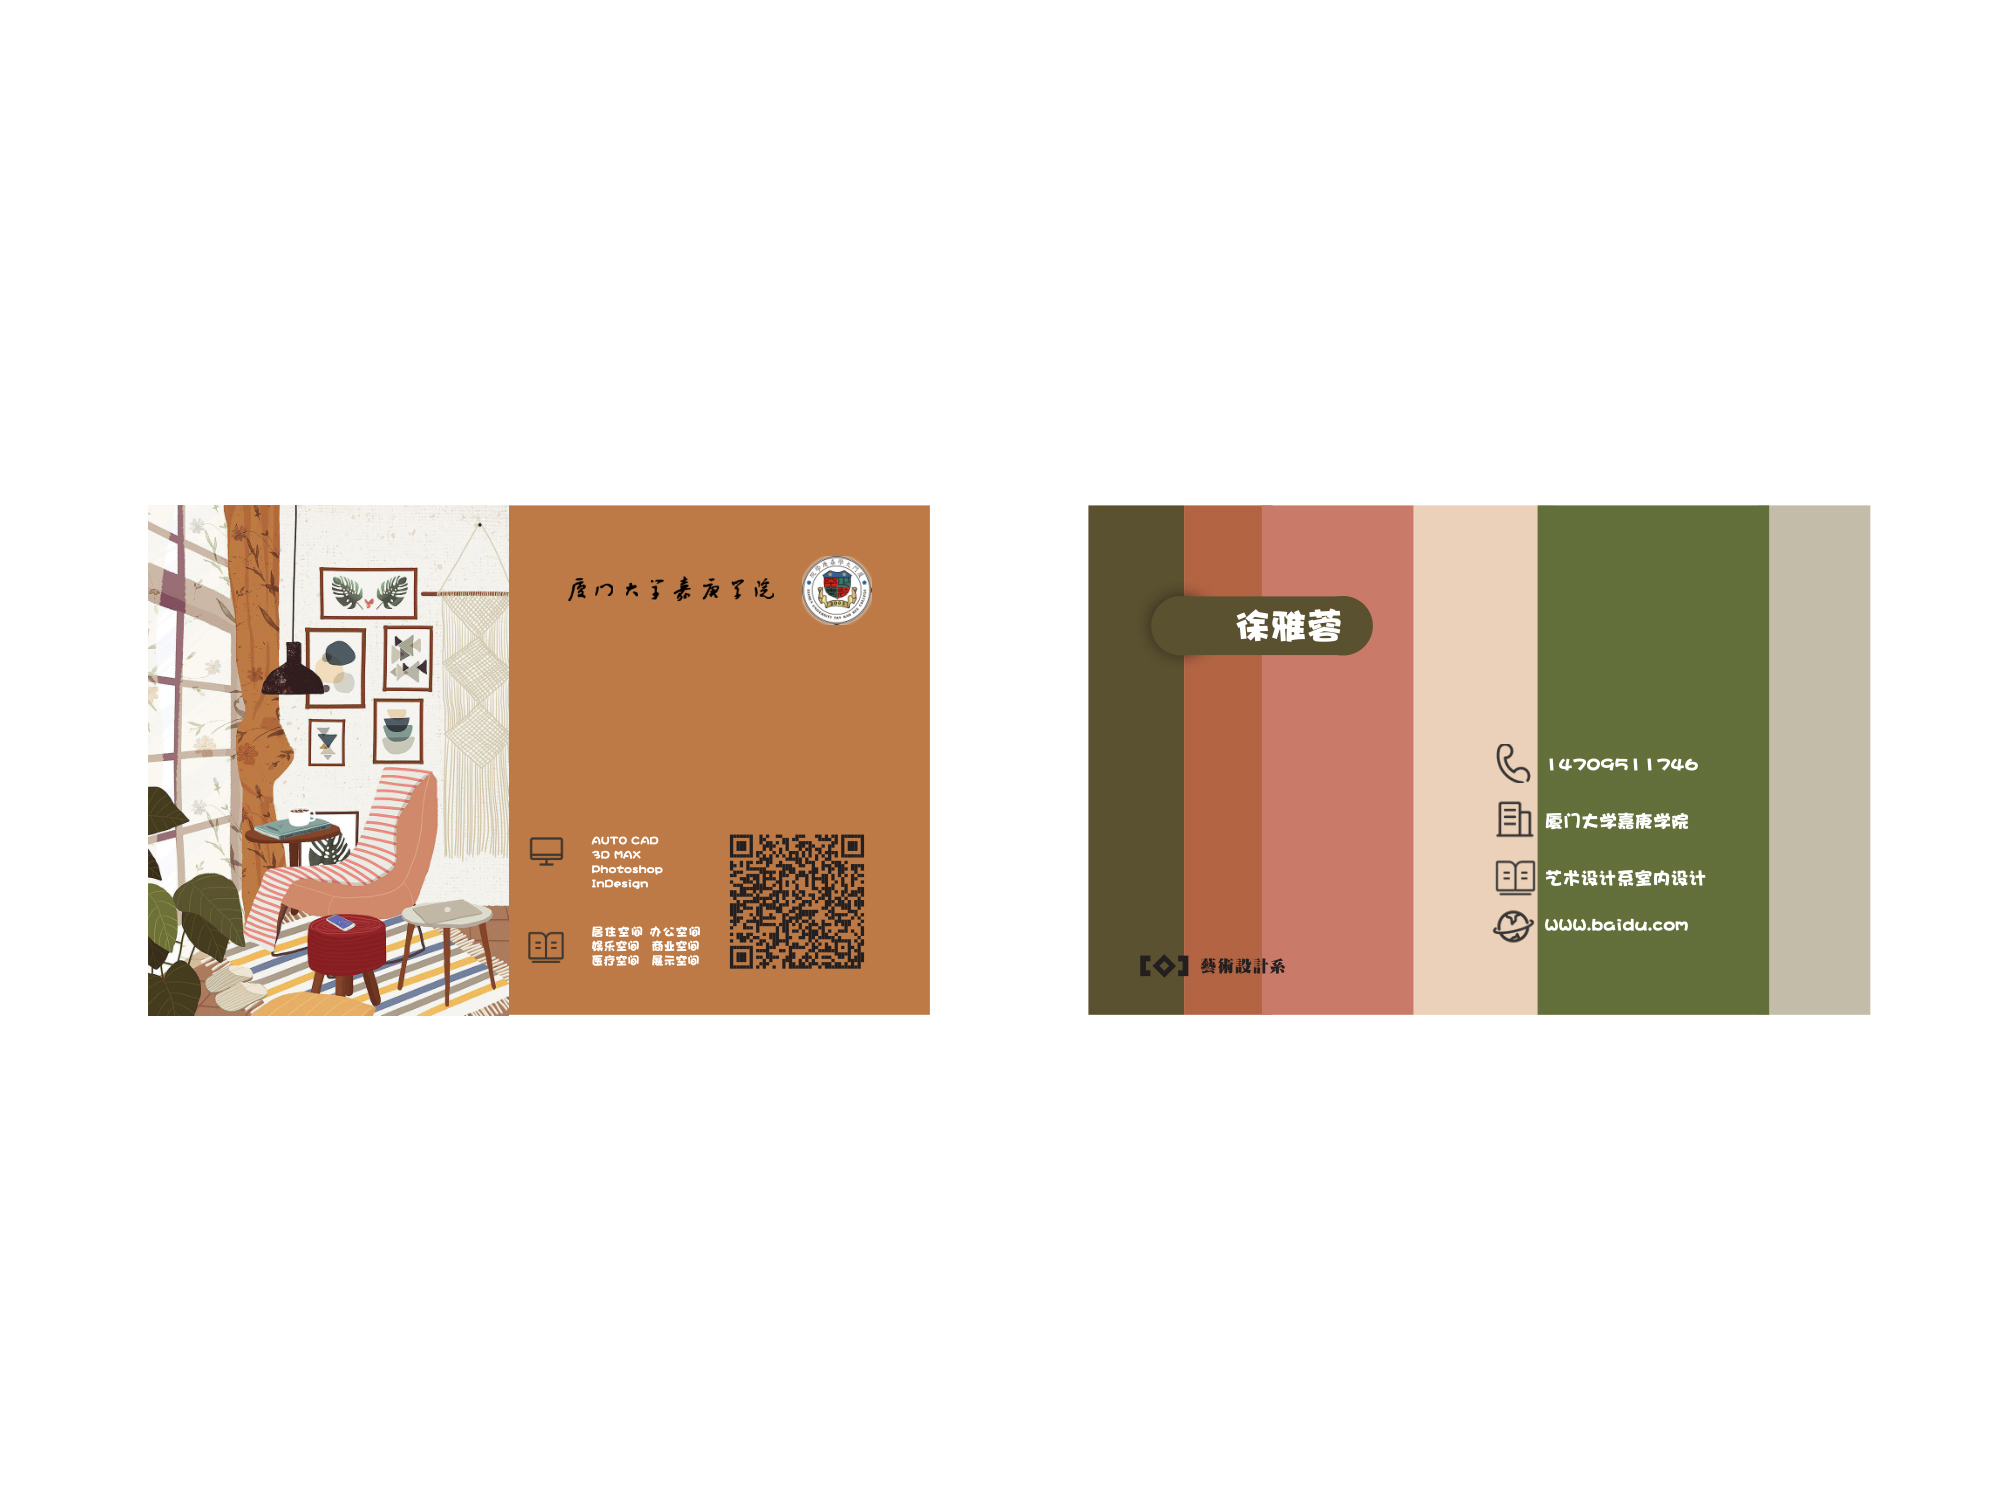 厦门大学嘉庚学院
AUTO CAD
3D MAX
Photoshop
InDesign
居住空间 办公空间
娱乐空间 商业空间
医疗空间 展示空间
徐雅蓉
14709511746
厦门大学嘉庚学院
艺术设计系室内设计
WWW.baidu.com
藝術設計系